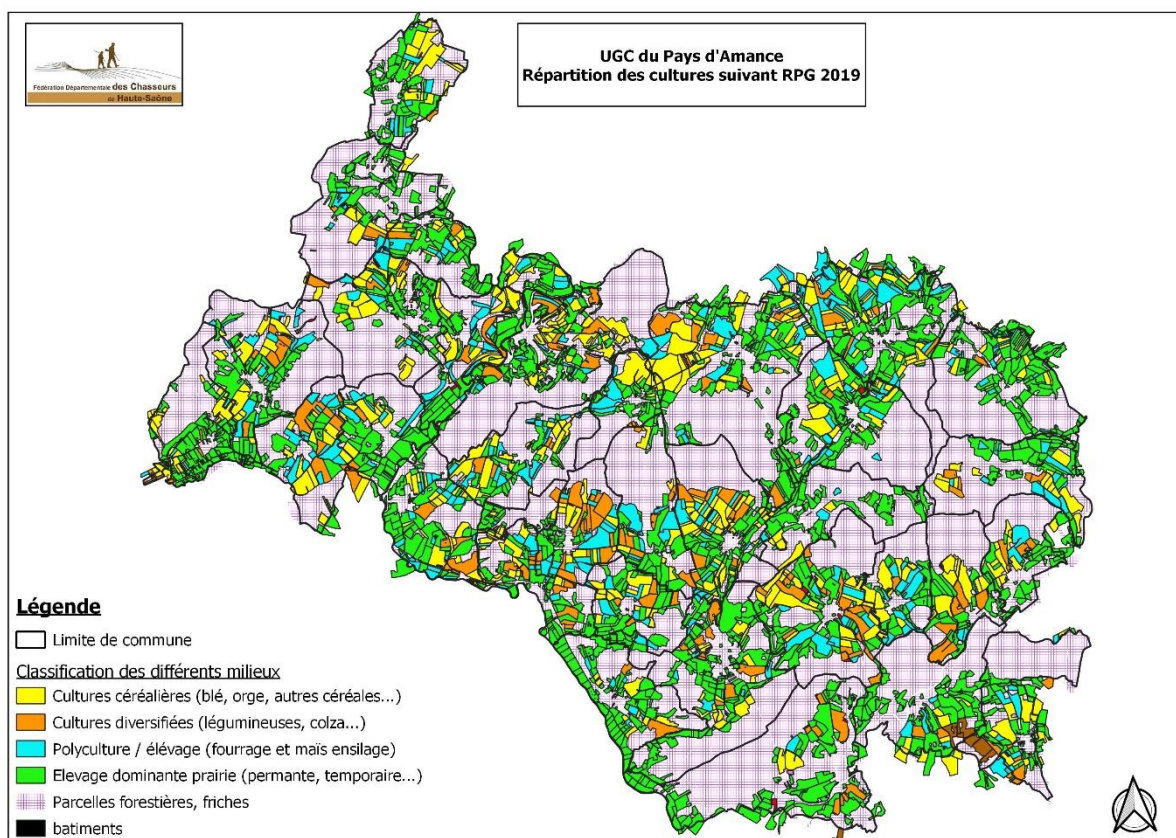 Fédération Départementale des Chasseurs
de Haute-Saône
UGC du Pays d'Amance
Répartition des cultures suivant RPG 2019
Légende
Limite de commune
Classification des différents milieux
Cultures céréalières (blé, orge, autres céréales...)
Cultures diversifiées (légumineuses, colza...)
Polyculture / élévage (fourrage et maïs ensilage)
Elevage dominante prairie (permante, temporaire...)
Parcelles forestières, friches
batiments